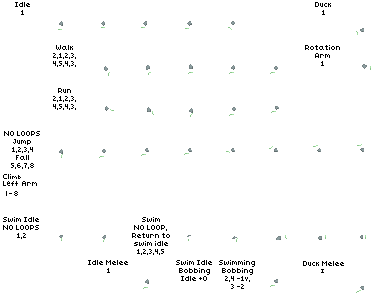 Idle
1
Duck
1
Walk
2,1,2,3,
4,5,4,3,
Rotation
Arm
1
Run
2,1,2,3,
4,5,4,3,
NO LOOPS
Jump
1,2,3,4
Fall
5,6,7,8
Climb
Left Arm
1-8
Swim Idle
NO LOOPS
1,2
Swim
NO LOOP,
Return to
swim idle
1,2,3,4,5
Idle Melee
1
Swim Idle
Bobbing
Idle +0
Swimming
Bobbing
2,4 -1v,
3 -2
Duck Melee
1